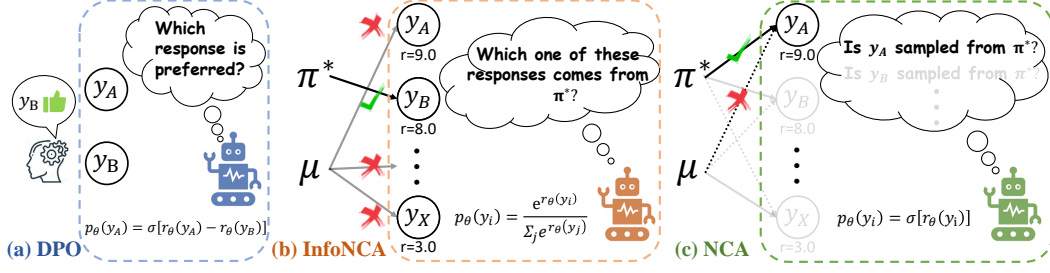 Which
response is
preferred?
y_B
y_A
y_B
p_θ(y_A) = σ[r_θ(y_A) − r_θ(y_B)]
(a) DPO
π*
μ
y_A
r=9.0
y_B
r=8.0
y_X
r=3.0
Which one of these
responses comes from
π*?
p_θ(y_i) = e^{r_θ(y_i)} / Σ_j e^{r_θ(y_j)}
(b) InfoNCA
π*
μ
y_A
r=9.0
y_B
r=8.0
y_X
r=3.0
Is y_A sampled from π*?
Is y_B sampled from π*?
p_θ(y_i) = σ[r_θ(y_i)]
(c) NCA